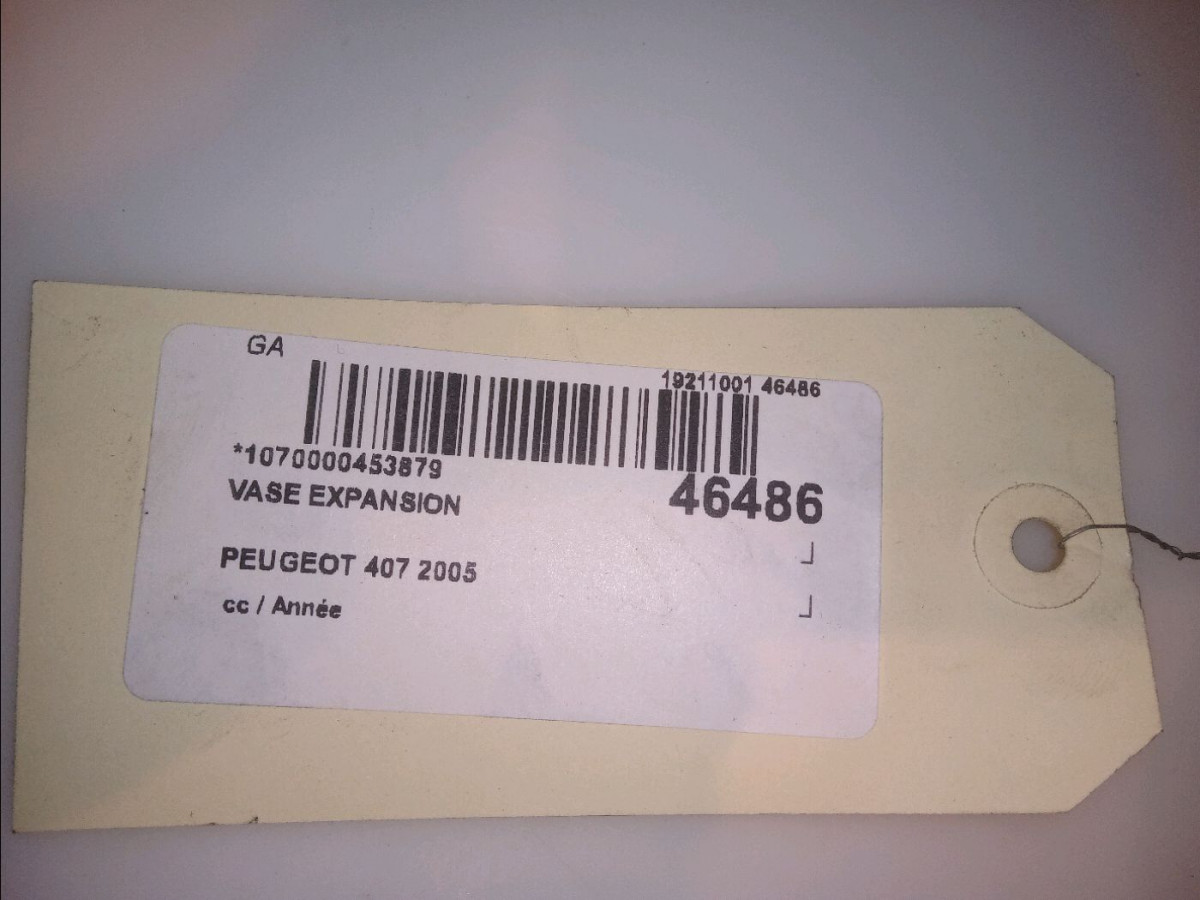 GA
19211001 46486
*1070000453879
VASE EXPANSION
46486
PEUGEOT 407 2005
cc / Année